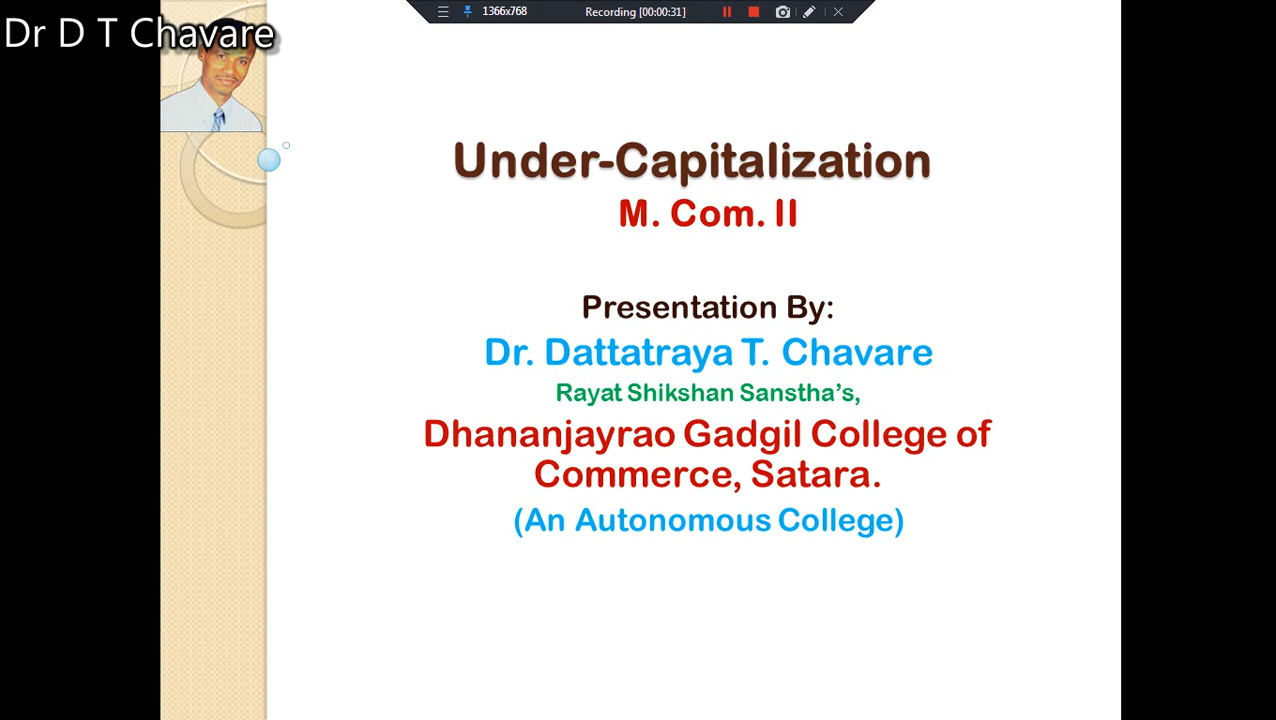 1366x768 Recording [00:00:31]
Dr D T Chavare
Under-Capitalization
M. Com. II
Presentation By:
Dr. Dattatraya T. Chavare
Rayat Shikshan Sanstha’s,
Dhananjayrao Gadgil College of
Commerce, Satara.
(An Autonomous College)